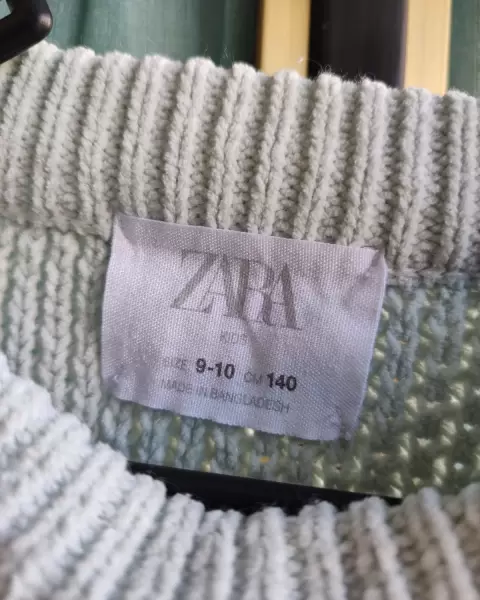 ZARA
KIDS
SIZE 9-10 CM 140
MADE IN BANGLADESH